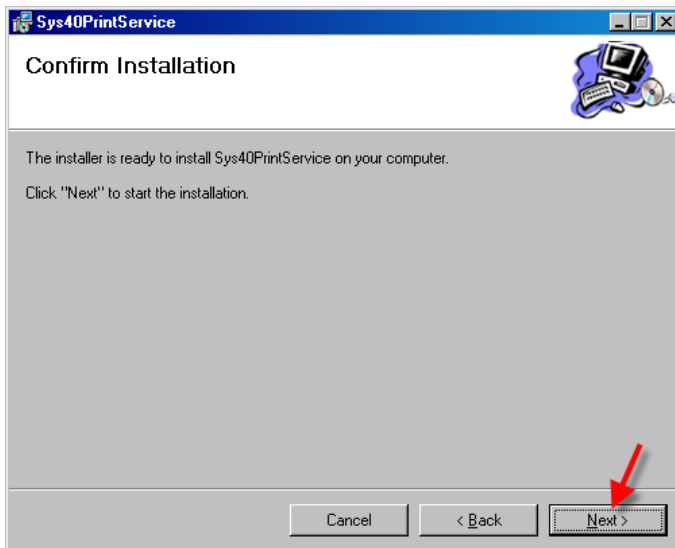 Sys40PrintService
Confirm Installation
The installer is ready to install Sys40PrintService on your computer.
Click "Next" to start the installation.
Cancel
< Back
Next >